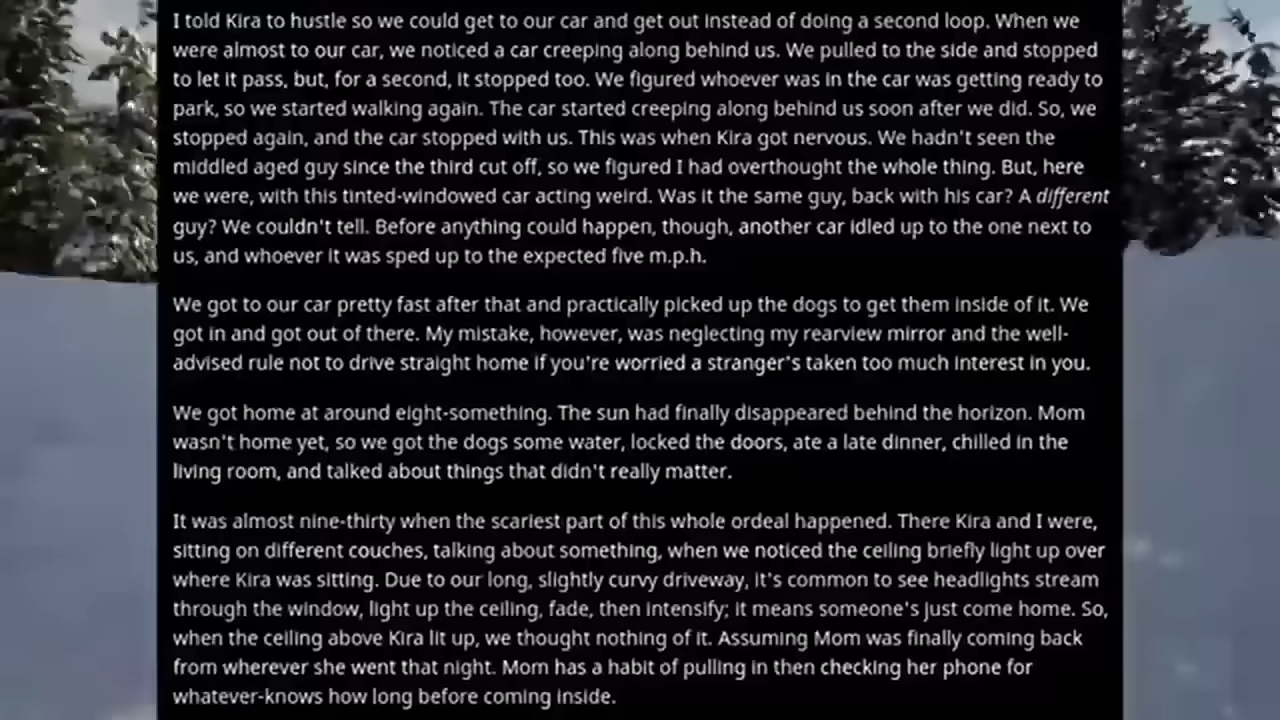 I told Kira to hustle so we could get to our car and get out instead of doing a second loop. When we
were almost to our car, we noticed a car creeping along behind us. We pulled to the side and stopped
to let it pass, but, for a second, it stopped too. We figured whoever was in the car was getting ready to
park, so we started walking again. The car started creeping along behind us soon after we did. So, we
stopped again, and the car stopped with us. This was when Kira got nervous. We hadn't seen the
middled aged guy since the third cut off, so we figured I had overthought the whole thing. But, here
we were, with this tinted-windowed car acting weird. Was it the same guy, back with his car? A different
guy? We couldn't tell. Before anything could happen, though, another car idled up to the one next to
us, and whoever it was sped up to the expected five m.p.h.
We got to our car pretty fast after that and practically picked up the dogs to get them inside of it. We
got in and got out of there. My mistake, however, was neglecting my rearview mirror and the well-
advised rule not to drive straight home if you're worried a stranger's taken too much interest in you.
We got home at around eight-something. The sun had finally disappeared behind the horizon. Mom
wasn't home yet, so we got the dogs some water, locked the doors, ate a late dinner, chilled in the
living room, and talked about things that didn't really matter.
It was almost nine-thirty when the scariest part of this whole ordeal happened. There Kira and I were,
sitting on different couches, talking about something, when we noticed the ceiling briefly light up over
where Kira was sitting. Due to our long, slightly curvy driveway, it's common to see headlights stream
through the window, light up the ceiling, fade, then intensify; it means someone's just come home. So,
when the ceiling above Kira lit up, we thought nothing of it. Assuming Mom was finally coming back
from wherever she went that night. Mom has a habit of pulling in then checking her phone for
whatever-knows how long before coming inside.